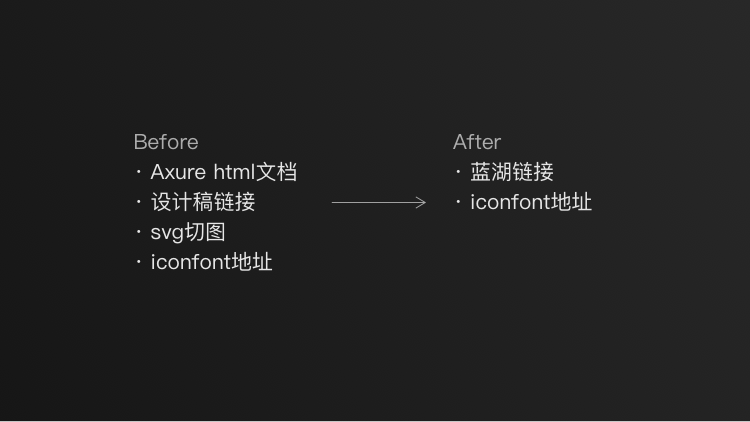 Before
· Axure html文档
· 设计稿链接
· svg切图
· iconfont地址
After
· 蓝湖链接
· iconfont地址